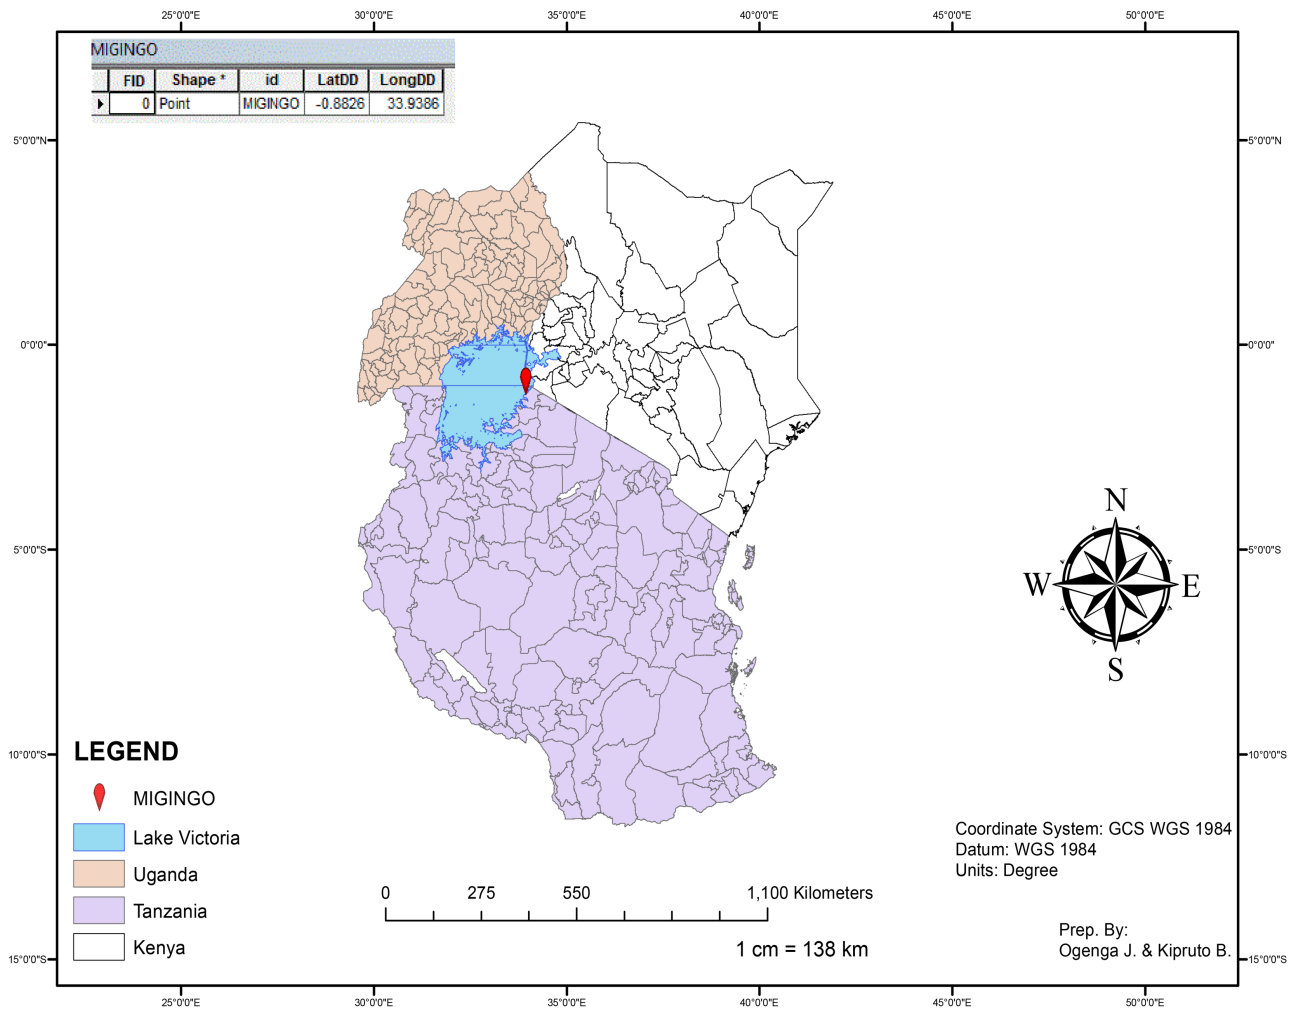 25°0'0"E 30°0'0"E 35°0'0"E 40°0'0"E 45°0'0"E 50°0'0"E
MIGINGO
FID Shape * id LatDD LongDD
0 Point MIGINGO -0.8826 33.9386
5°0'0"N 5°0'0"N
0°0'0" 0°0'0"
N
5°0'0"S 5°0'0"S
W E
S
10°0'0"S 10°0'0"S
LEGEND
MIGINGO
Lake Victoria
Uganda
Tanzania
Kenya
0 275 550 1,100 Kilometers
1 cm = 138 km
Coordinate System: GCS WGS 1984
Datum: WGS 1984
Units: Degree
Prep. By:
Ogenga J. & Kipruto B.
15°0'0"S 15°0'0"S
25°0'0"E 30°0'0"E 35°0'0"E 40°0'0"E 45°0'0"E 50°0'0"E